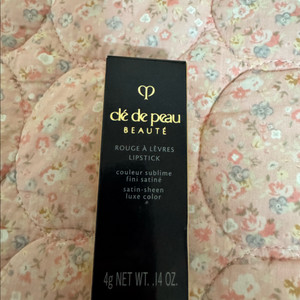 clé de peau
BEAUTÉ
ROUGE À LÈVRES
LIPSTICK
couleur sublime
fini satiné
satin-sheen
luxe color
4g NET WT. .14 OZ.